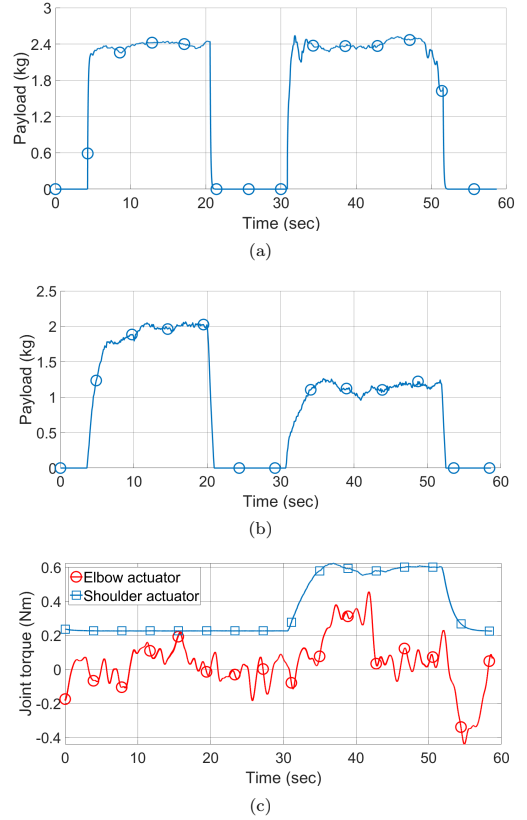 3
2.4
1.8
1.2
0.6
0
Payload (kg)
0 10 20 30 40 50 60
Time (sec)
(a)
2.5
2
1.5
1
0.5
0
Payload (kg)
0 10 20 30 40 50 60
Time (sec)
(b)
0.6
0.4
0.2
0
-0.2
-0.4
Joint torque (Nm)
Elbow actuator
Shoulder actuator
0 10 20 30 40 50 60
Time (sec)
(c)